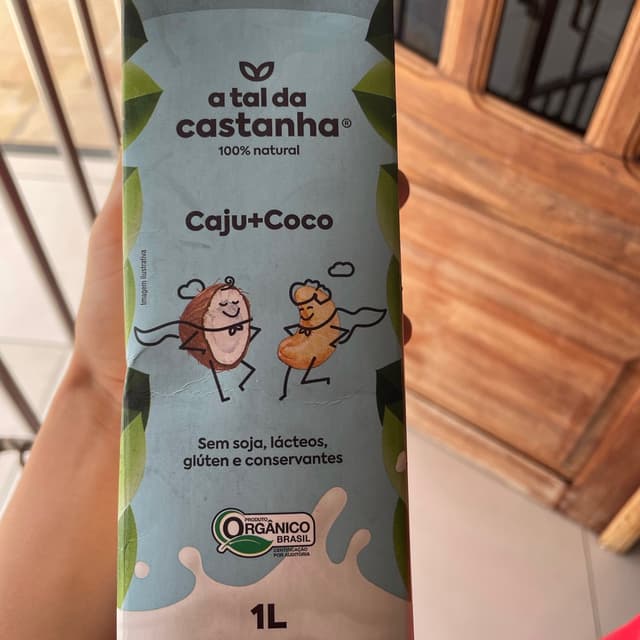 a tal da
castanha®
100% natural
Caju+Coco
Imagem ilustrativa
Sem soja, lácteos,
glúten e conservantes
PRODUTO
ORGÂNICO
BRASIL
CERTIFICAÇÃO
POR AUDITORIA
1L